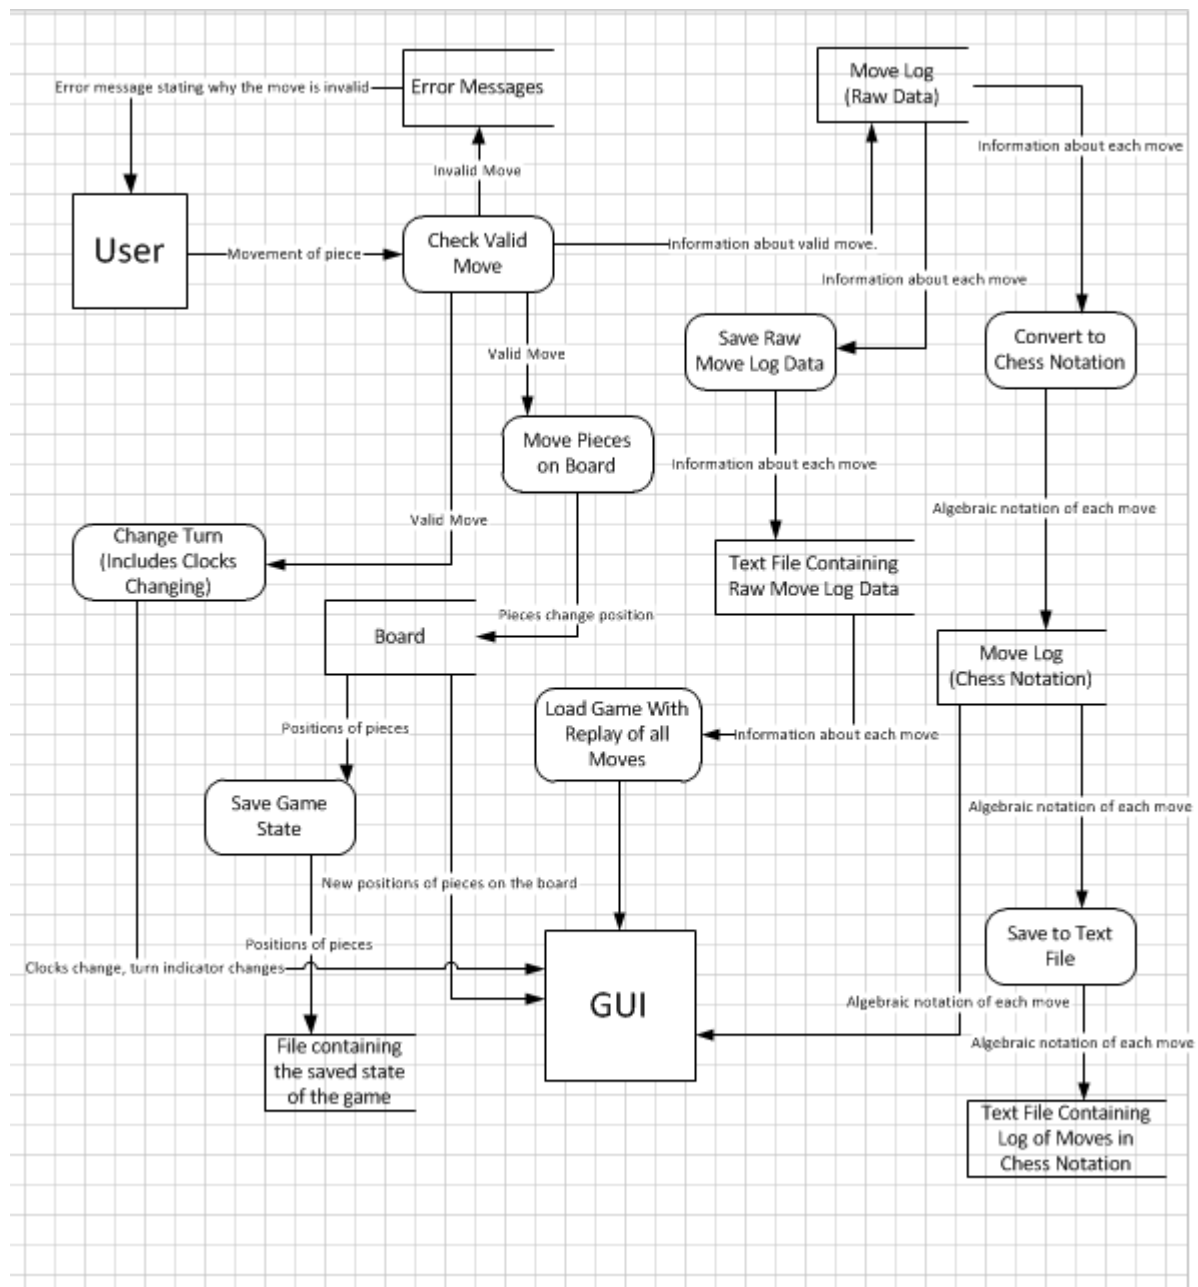 Error message stating why the move is invalid
Error Messages
Move Log
(Raw Data)
Information about each move
Invalid Move
User
Movement of piece
Check Valid
Move
Information about valid move.
Information about each move
Valid Move
Save Raw
Move Log Data
Convert to
Chess Notation
Move Pieces
on Board
Information about each move
Algebraic notation of each move
Valid Move
Change Turn
(Includes Clocks
Changing)
Text File Containing
Raw Move Log Data
Pieces change position
Board
Move Log
(Chess Notation)
Positions of pieces
Load Game With
Replay of all
Moves
Information about each move
Save Game
State
Algebraic notation of each move
New positions of pieces on the board
Save to Text
File
Positions of pieces
Clocks change, turn indicator changes
GUI
Algebraic notation of each move
Algebraic notation of each move
File containing
the saved state
of the game
Text File Containing
Log of Moves in
Chess Notation